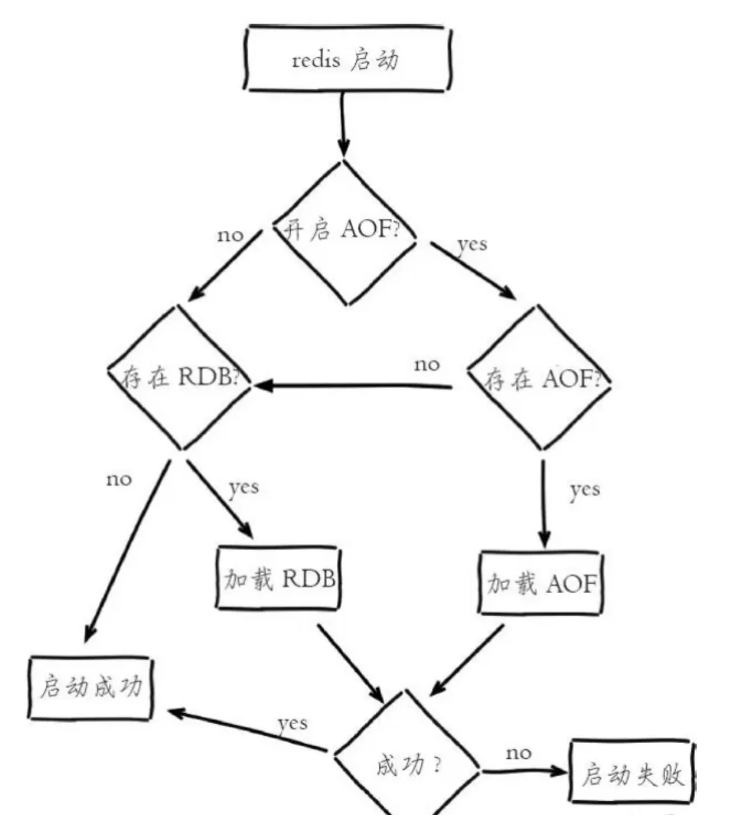 redis 启动
开启 AOF?
no
yes
存在 RDB?
no
存在 AOF?
no
yes
yes
加载 RDB
加载 AOF
启动成功
yes
成功?
no
启动失败